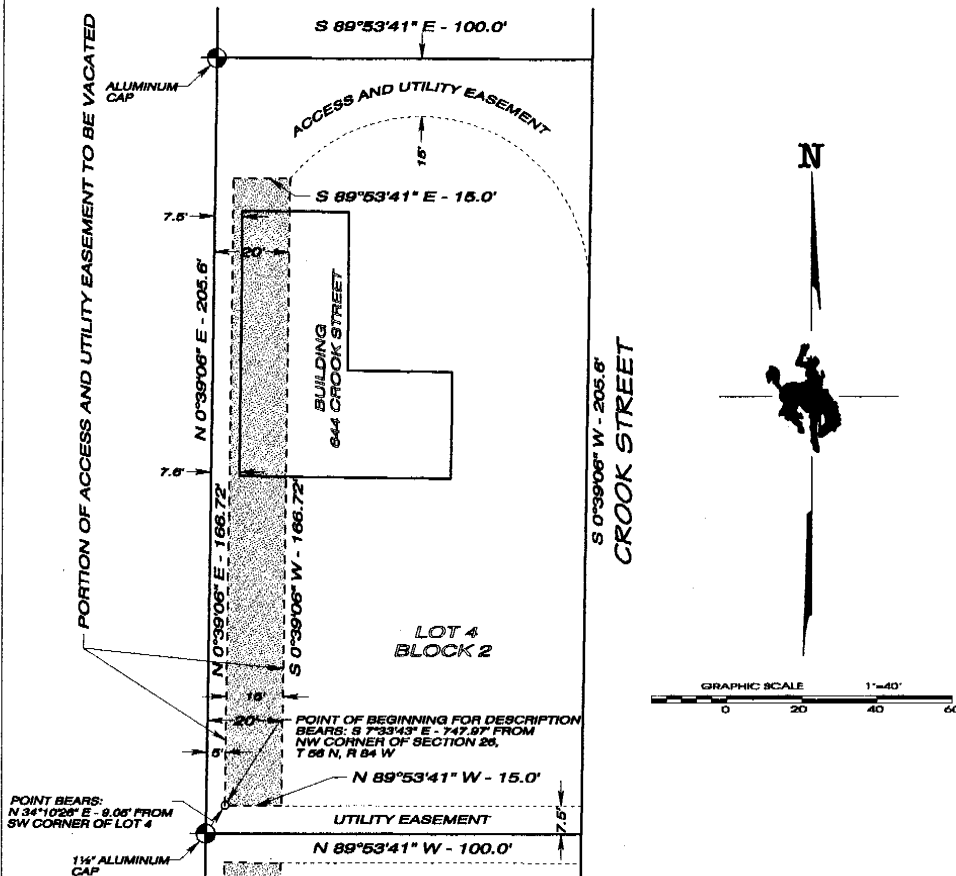 S 89°53'41" E - 100.0'
ALUMINUM
CAP
ACCESS AND UTILITY EASEMENT
15'
PORTION OF ACCESS AND UTILITY EASEMENT TO BE VACATED
S 89°53'41" E - 15.0'
7.5'
20'
N 0°39'06" E - 205.6'
BUILDING
644 CROOK STREET
7.6'
N 0°39'06" E - 166.72'
S 0°39'06" W - 166.72'
S 0°39'06" W - 205.6'
CROOK STREET
N
LOT 4
BLOCK 2
15'
20'
5'
POINT OF BEGINNING FOR DESCRIPTION
BEARS: S 7°33'43" E - 747.97' FROM
NW CORNER OF SECTION 26,
T 56 N, R 84 W
N 89°53'41" W - 15.0'
POINT BEARS:
N 34°10'26" E - 9.05' FROM
SW CORNER OF LOT 4
UTILITY EASEMENT
7.5'
N 89°53'41" W - 100.0'
1½" ALUMINUM
CAP
GRAPHIC SCALE 1"=40'
0 20 40 60